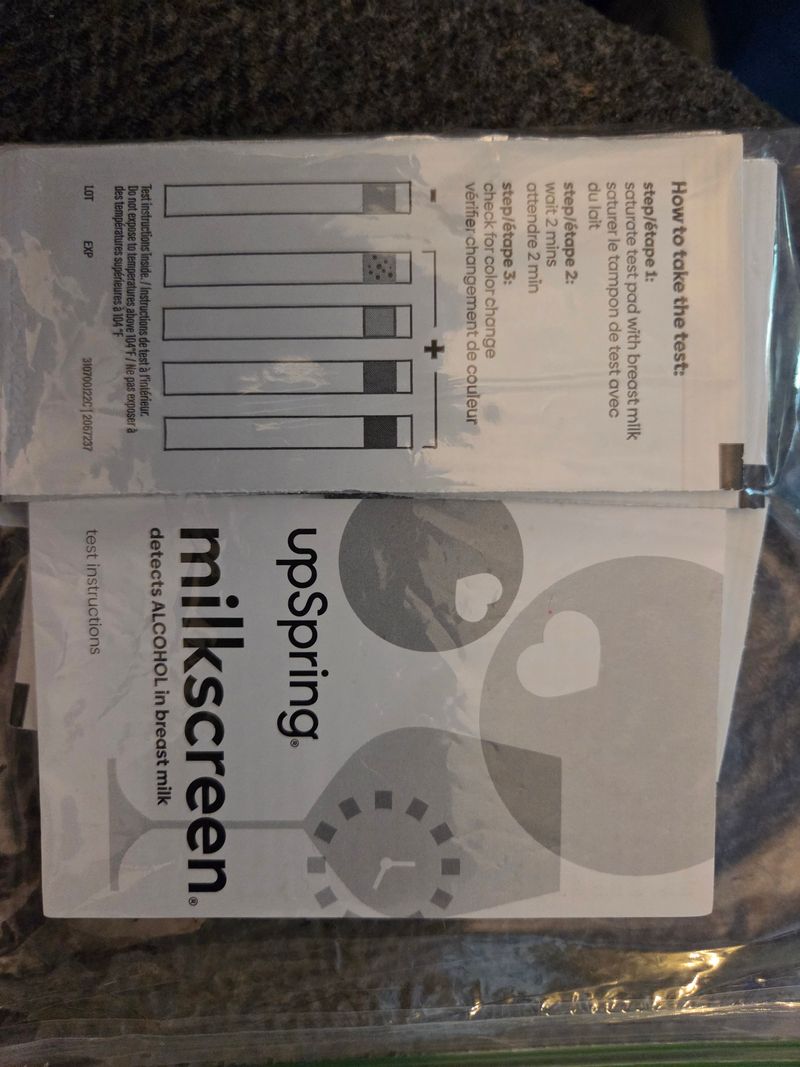 How to take the test:
step/étape 1:
saturate test pad with breast milk
saturer le tampon de test avec
du lait
step/étape 2:
wait 2 mins
attendre 2 min
step/étape 3:
check for color change
vérifier changement de couleur
- +
Test instructions inside. / Instructions de test à l'intérieur.
Do not expose to temperatures above 104°F / Ne pas exposer à
des températures supérieures à 104 °F
LOT EXP 310700122C | 2067237
upSpring®
milkscreen®
detects ALCOHOL in breast milk
test instructions